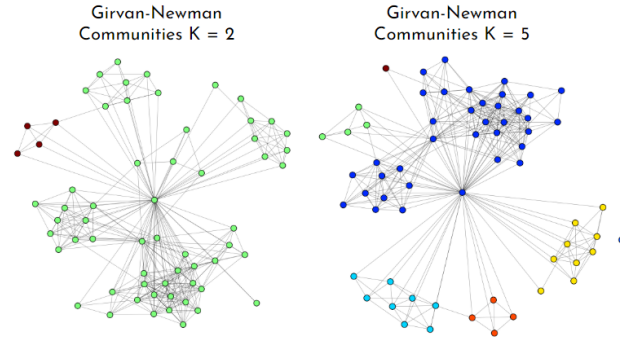 Girvan-Newman
Communities K = 2
Girvan-Newman
Communities K = 5